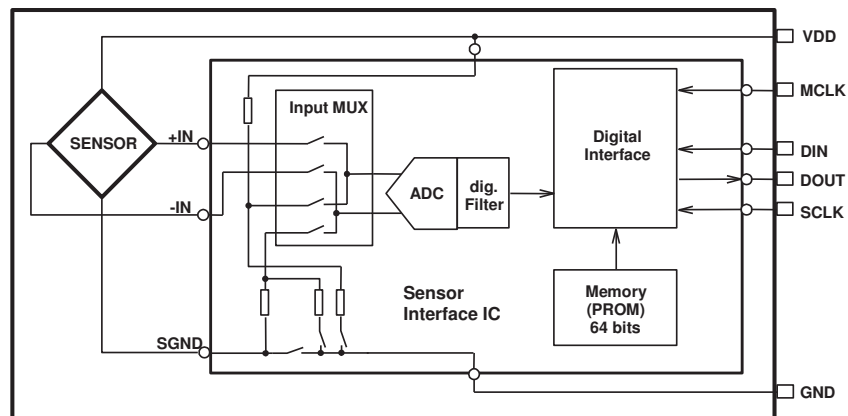 VDD
MCLK
Input MUX
+IN
SENSOR
Digital
Interface
DIN
DOUT
ADC
dig.
Filter
-IN
SCLK
Sensor
Interface IC
Memory
(PROM)
64 bits
SGND
GND